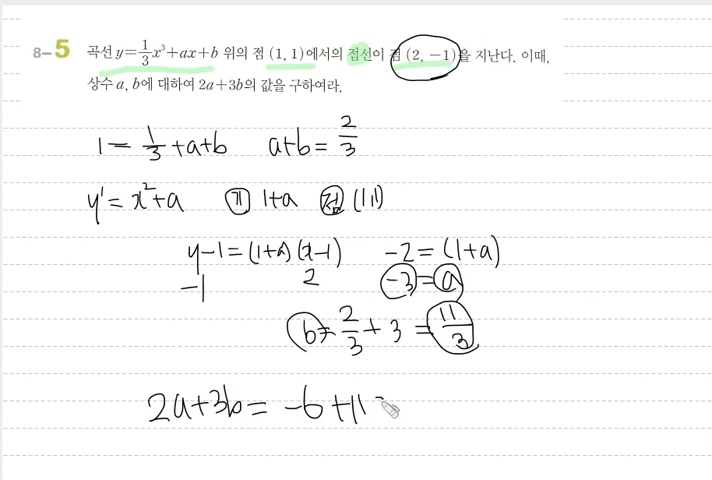 8-5 곡선 y=1/3x³+ax+b 위의 점 (1, 1)에서의 접선이 점 (2, -1)을 지난다. 이때,
상수 a, b에 대하여 2a+3b의 값을 구하여라.
1 = 1/3 +a+b a+b = 2/3
y' = x²+a 기 1+a 점 (1,1)
y-1=(1+a)(x-1) -2=(1+a)
-1 2 -3=a
b= 2/3 + 3 = 11/3
2a+3b= -6+11 =